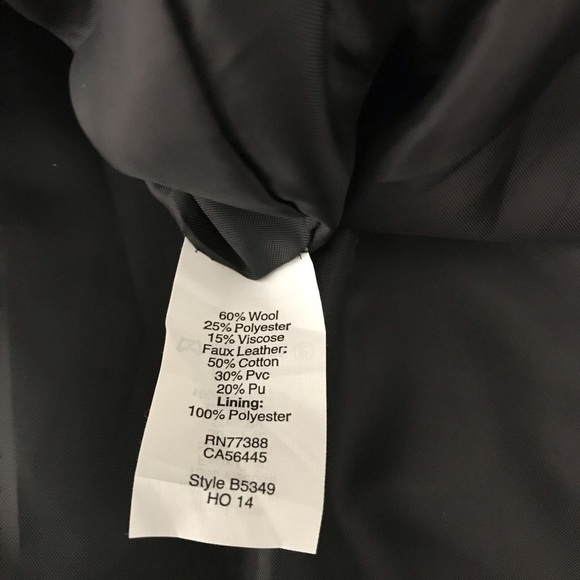 60% Wool
25% Polyester
15% Viscose
Faux Leather:
50% Cotton
30% Pvc
20% Pu
Lining:
100% Polyester
RN77388
CA56445
Style B5349
HO 14